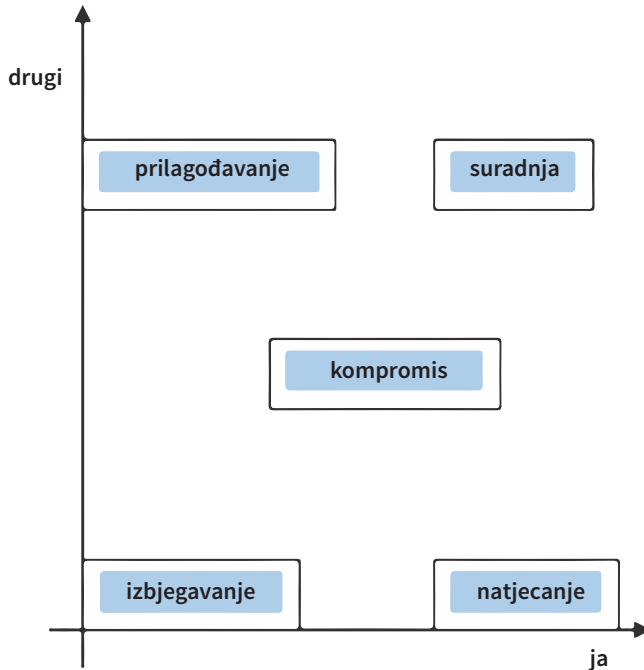 drugi
prilagođavanje
suradnja
kompromis
izbjegavanje
natjecanje
ja